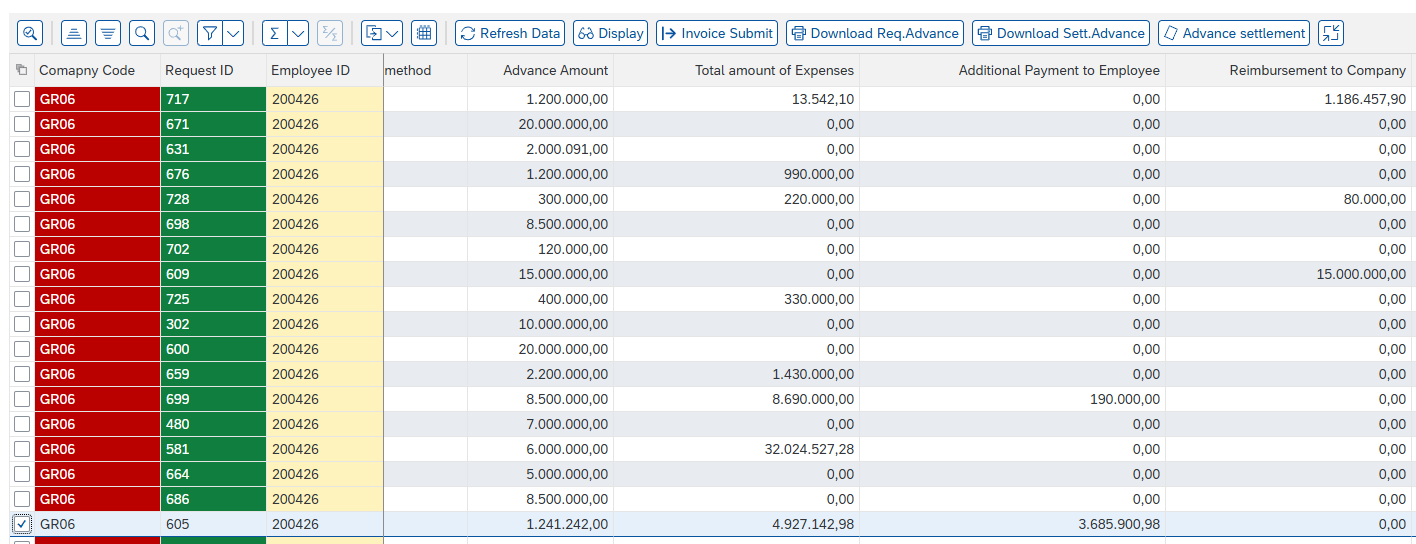 Refresh Data Display Invoice Submit Download Req.Advance Download Sett.Advance Advance settlement
Comapny Code Request ID Employee ID method Advance Amount Total amount of Expenses Additional Payment to Employee Reimbursement to Company
GR06 717 200426 1.200.000,00 13.542,10 0,00 1.186.457,90
GR06 671 200426 20.000.000,00 0,00 0,00 0,00
GR06 631 200426 2.000.091,00 0,00 0,00 0,00
GR06 676 200426 1.200.000,00 990.000,00 0,00 0,00
GR06 728 200426 300.000,00 220.000,00 0,00 80.000,00
GR06 698 200426 8.500.000,00 0,00 0,00 0,00
GR06 702 200426 120.000,00 0,00 0,00 0,00
GR06 609 200426 15.000.000,00 0,00 0,00 15.000.000,00
GR06 725 200426 400.000,00 330.000,00 0,00 0,00
GR06 302 200426 10.000.000,00 0,00 0,00 0,00
GR06 600 200426 20.000.000,00 0,00 0,00 0,00
GR06 659 200426 2.200.000,00 1.430.000,00 0,00 0,00
GR06 699 200426 8.500.000,00 8.690.000,00 190.000,00 0,00
GR06 480 200426 7.000.000,00 0,00 0,00 0,00
GR06 581 200426 6.000.000,00 32.024.527,28 0,00 0,00
GR06 664 200426 5.000.000,00 0,00 0,00 0,00
GR06 686 200426 8.500.000,00 0,00 0,00 0,00
GR06 605 200426 1.241.242,00 4.927.142,98 3.685.900,98 0,00